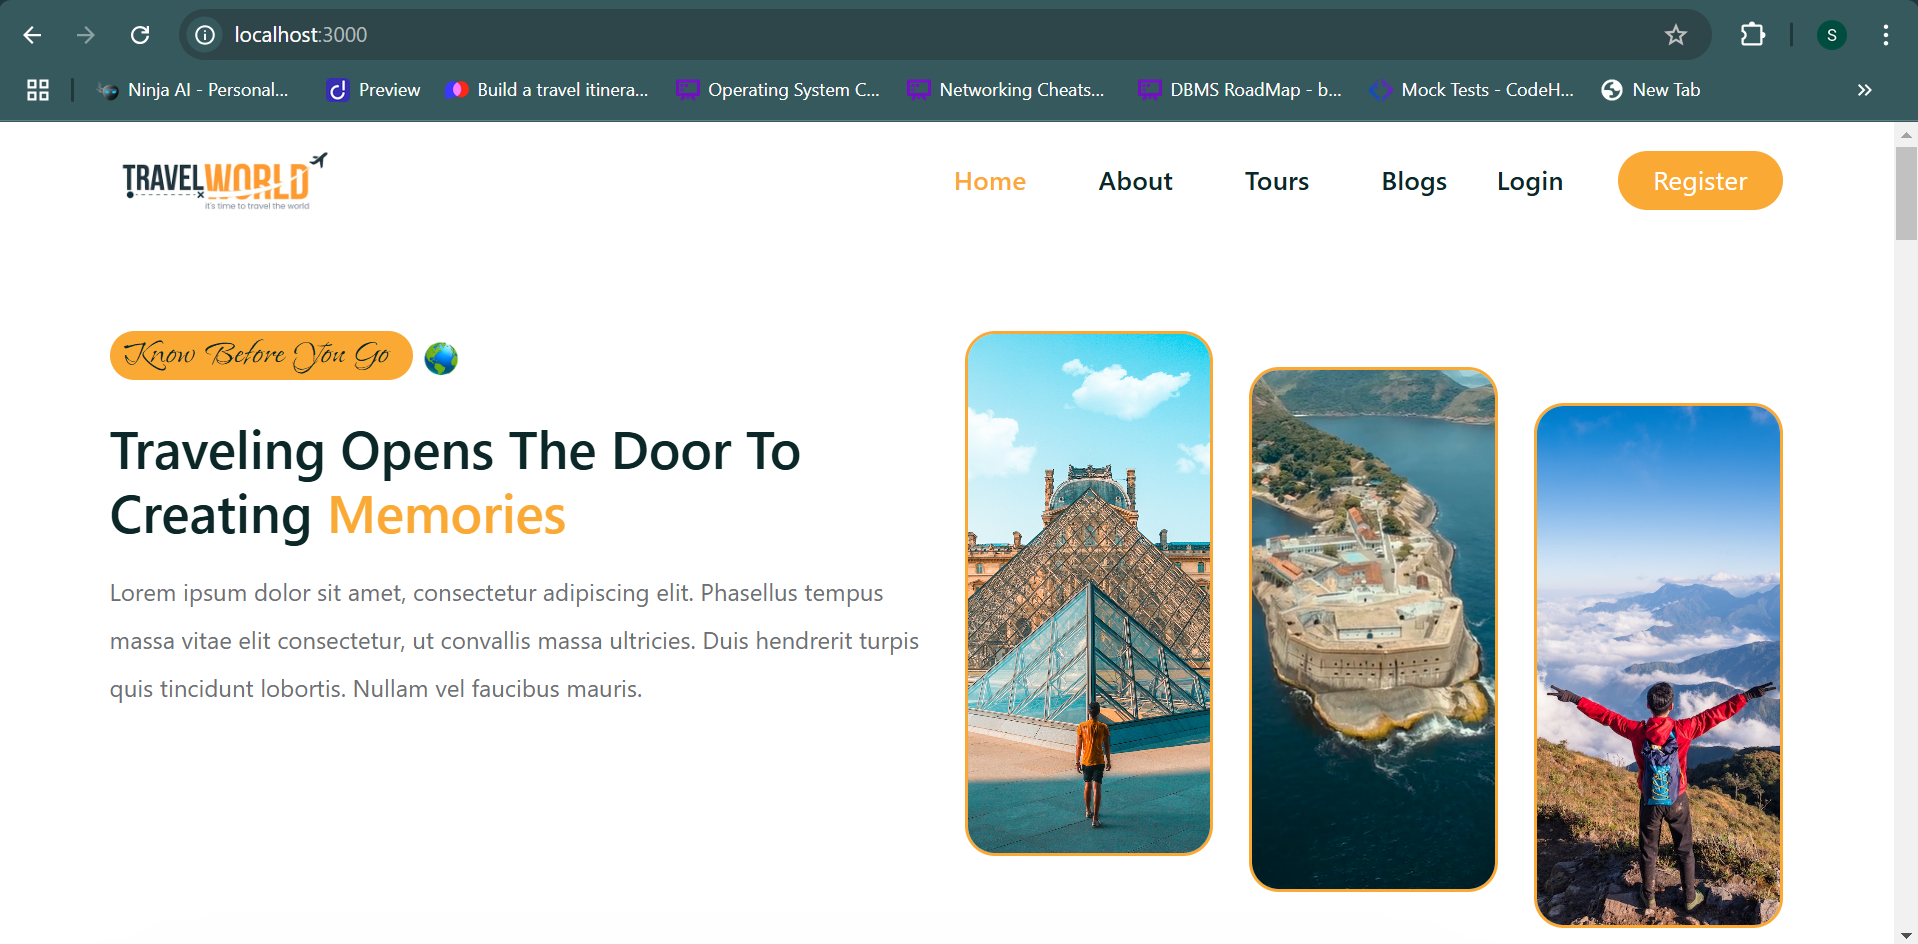 localhost:3000
S
Ninja AI - Personal...
Preview
Build a travel itinera...
Operating System C...
Networking Cheats...
DBMS RoadMap - b...
Mock Tests - CodeH...
New Tab
TRAVELWORLD
it's time to travel the world
Home
About
Tours
Blogs
Login
Register
Know Before You Go
Traveling Opens The Door To
Creating Memories
Lorem ipsum dolor sit amet, consectetur adipiscing elit. Phasellus tempus
massa vitae elit consectetur, ut convallis massa ultricies. Duis hendrerit turpis
quis tincidunt lobortis. Nullam vel faucibus mauris.